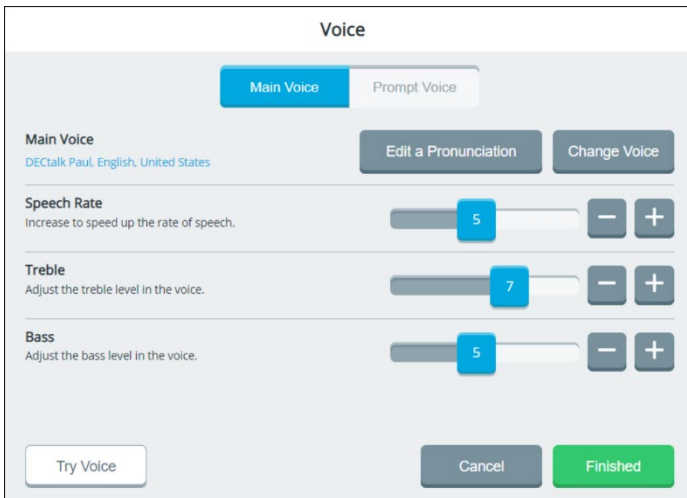 Voice
Main Voice Prompt Voice
Main Voice
DECtalk Paul, English, United States
Edit a Pronunciation Change Voice
Speech Rate
Increase to speed up the rate of speech.
5 − +
Treble
Adjust the treble level in the voice.
7 − +
Bass
Adjust the bass level in the voice.
5 − +
Try Voice Cancel Finished